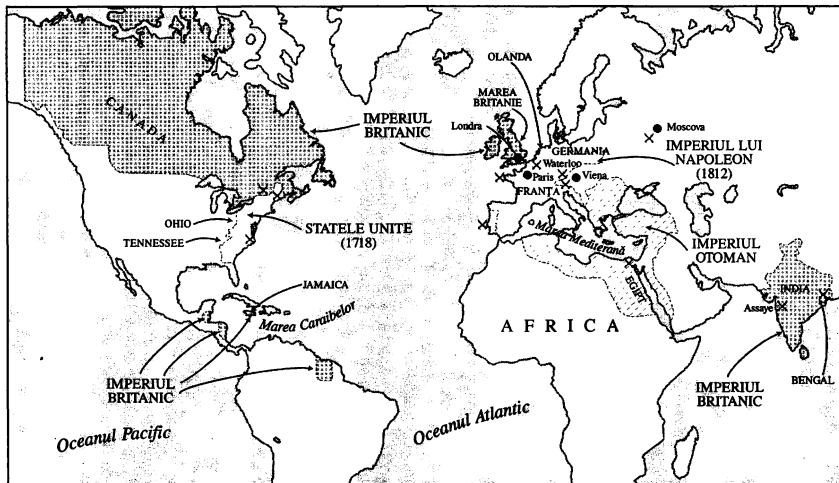 CANADA
IMPERIUL
BRITANIC
OLANDA
MAREA
BRITANIE
Londra
Moscova
GERMANIA
Waterloo
IMPERIUL LUI
NAPOLEON
(1812)
Paris
Viena
FRANȚA
OHIO
STATELE UNITE
(1718)
TENNESSEE
Marea Mediterană
IMPERIUL
OTOMAN
EGIPT
JAMAICA
Marea Caraibelor
AFRICA
INDIA
Assaye
IMPERIUL
BRITANIC
IMPERIUL
BRITANIC
BENGAL
Oceanul Pacific
Oceanul Atlantic